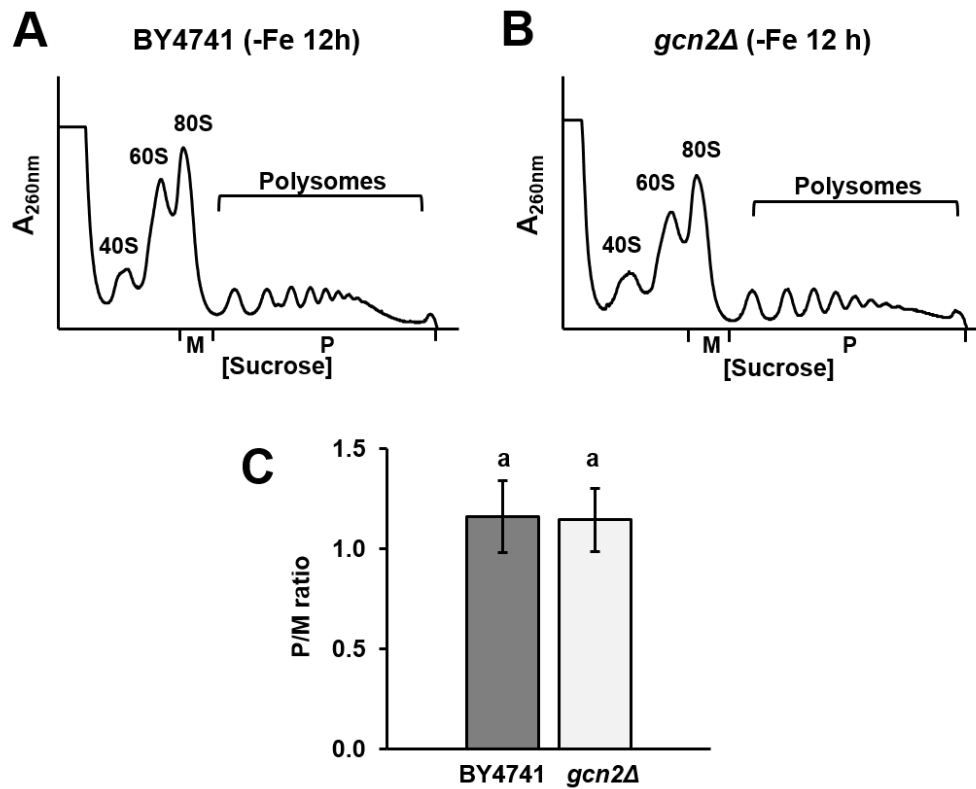 A
BY4741 (-Fe 12h)
80S
60S
40S
Polysomes
A260nm
M
P
[Sucrose]
B
gcn2Δ (-Fe 12 h)
80S
60S
40S
Polysomes
A260nm
M
P
[Sucrose]
C
1.5
1.0
0.5
0.0
P/M ratio
a
a
BY4741
gcn2Δ